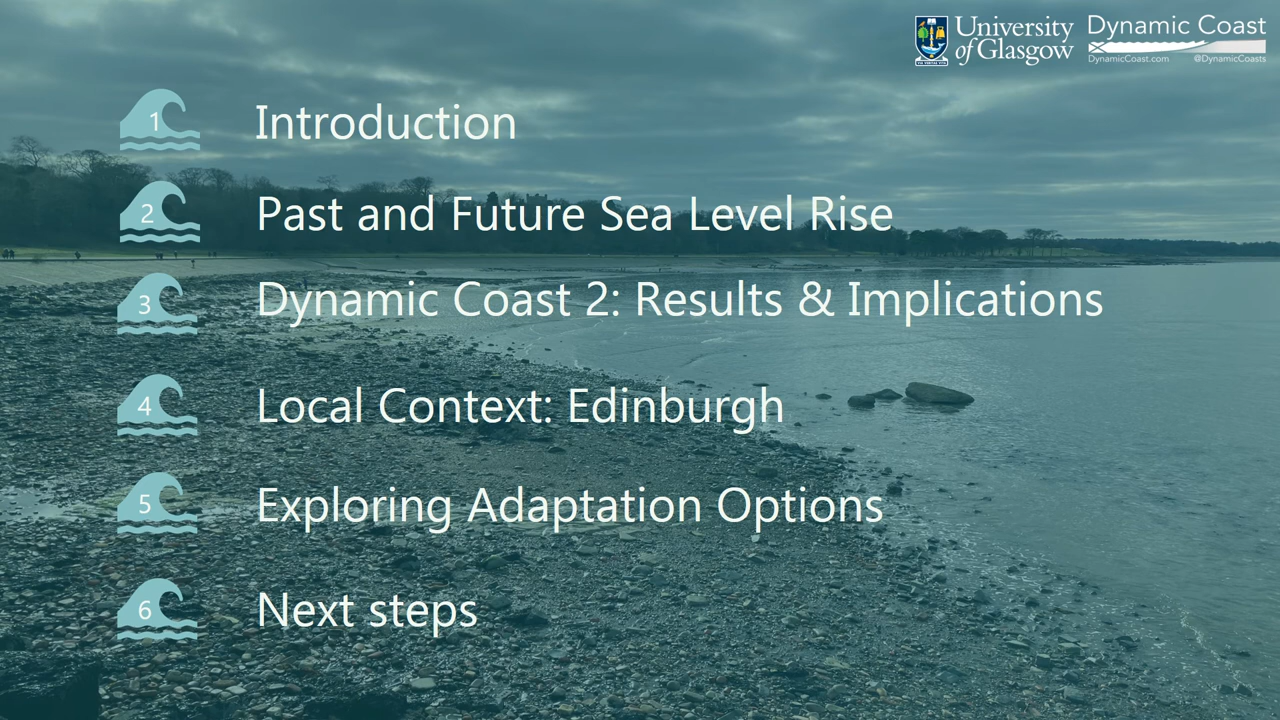 University
of Glasgow
Dynamic Coast
DynamicCoast.com @DynamicCoasts
1 Introduction
2 Past and Future Sea Level Rise
3 Dynamic Coast 2: Results & Implications
4 Local Context: Edinburgh
5 Exploring Adaptation Options
6 Next steps